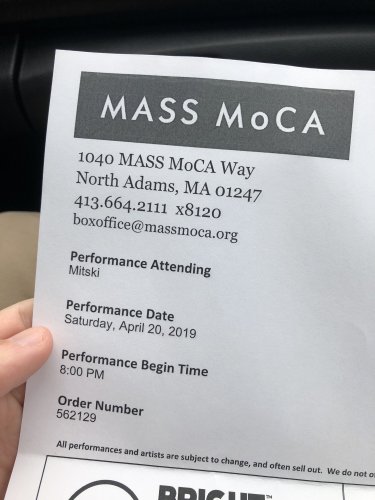 MASS MoCA
1040 MASS MoCA Way
North Adams, MA 01247
413.664.2111 x8120
boxoffice@massmoca.org
Performance Attending
Mitski
Performance Date
Saturday, April 20, 2019
Performance Begin Time
8:00 PM
Order Number
562129
All performances and artists are subject to change, and often sell out. We do not
BRIGHT™